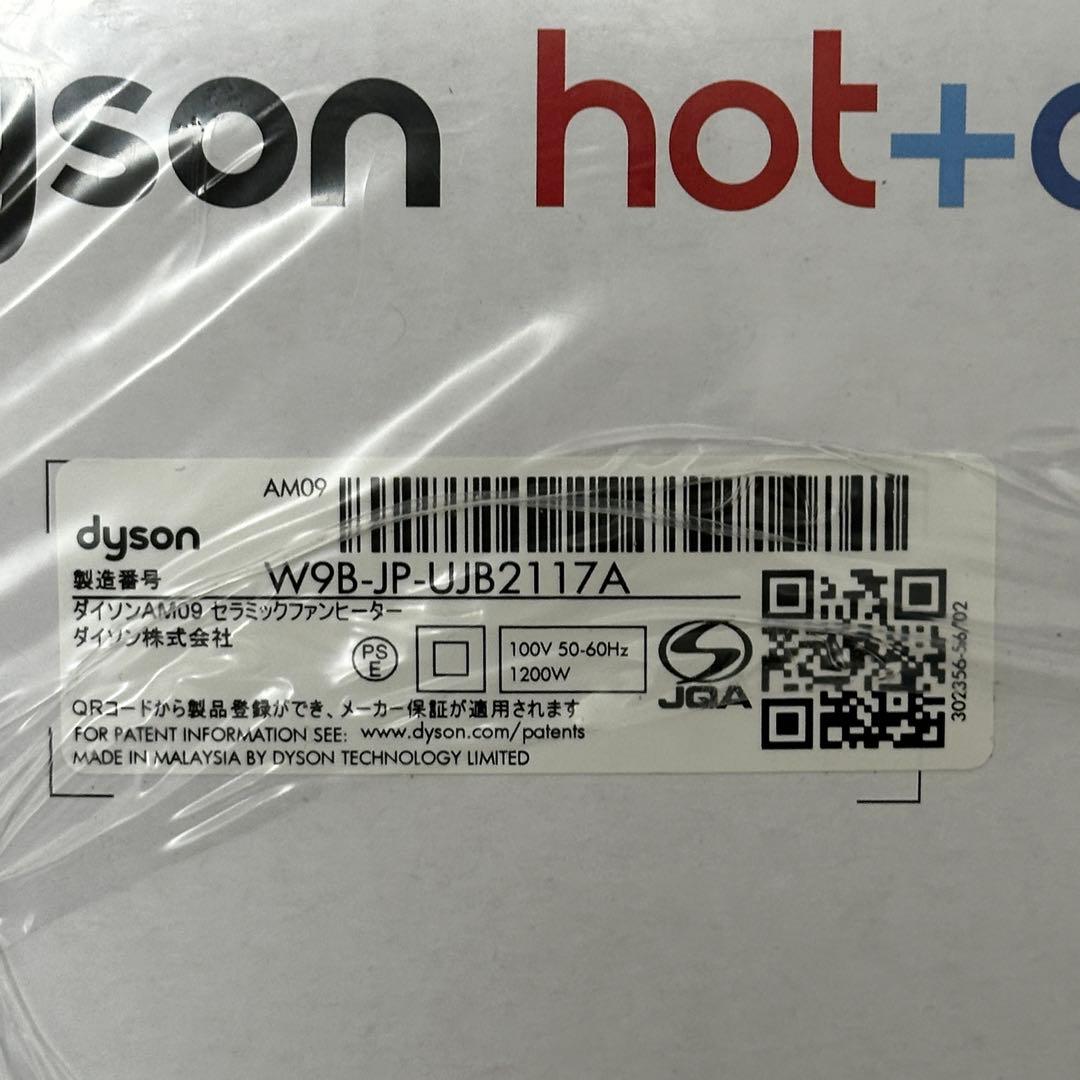 dyson hot+c
AM09
dyson
製造番号 W9B-JP-UJB2117A
ダイソンAM09 セラミックファンヒーター
ダイソン株式会社
PS
E
100V 50-60Hz
1200W
JQA
QRコードから製品登録ができ、メーカー保証が適用されます
FOR PATENT INFORMATION SEE: www.dyson.com/patents
MADE IN MALAYSIA BY DYSON TECHNOLOGY LIMITED
302356-56/02